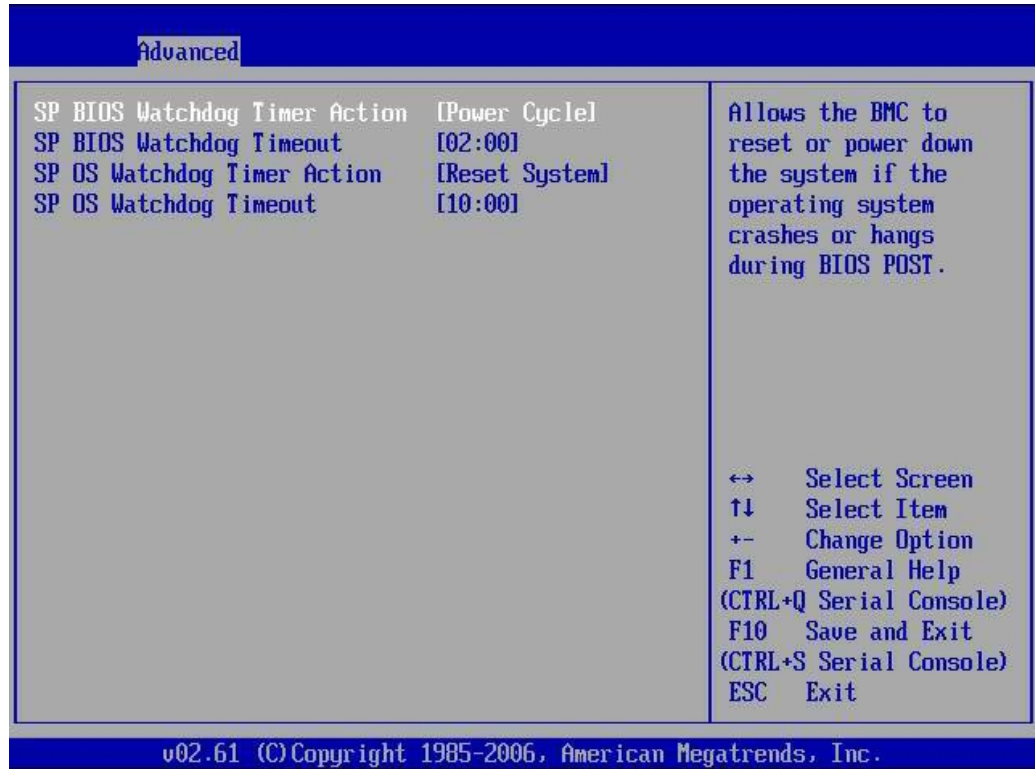 Advanced
SP BIOS Watchdog Timer Action [Power Cycle]
SP BIOS Watchdog Timeout [02:00]
SP OS Watchdog Timer Action [Reset System]
SP OS Watchdog Timeout [10:00]
Allows the BMC to
reset or power down
the system if the
operating system
crashes or hangs
during BIOS POST.
↔ Select Screen
↑↓ Select Item
+- Change Option
F1 General Help
(CTRL+Q Serial Console)
F10 Save and Exit
(CTRL+S Serial Console)
ESC Exit
v02.61 (C)Copyright 1985-2006, American Megatrends, Inc.